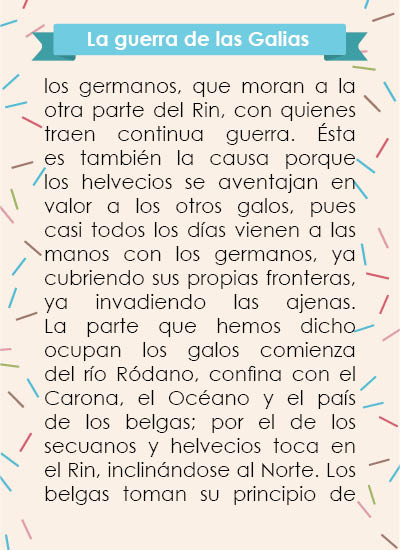 La guerra de las Galias
los germanos, que moran a la
otra parte del Rin, con quienes
traen continua guerra. Ésta
es también la causa porque
los helvecios se aventajan en
valor a los otros galos, pues
casi todos los días vienen a las
manos con los germanos, ya
cubriendo sus propias fronteras,
ya invadiendo las ajenas.
La parte que hemos dicho
ocupan los galos comienza
del río Ródano, confina con el
Carona, el Océano y el país
de los belgas; por el de los
secuanos y helvecios toca en
el Rin, inclinándose al Norte. Los
belgas toman su principio de